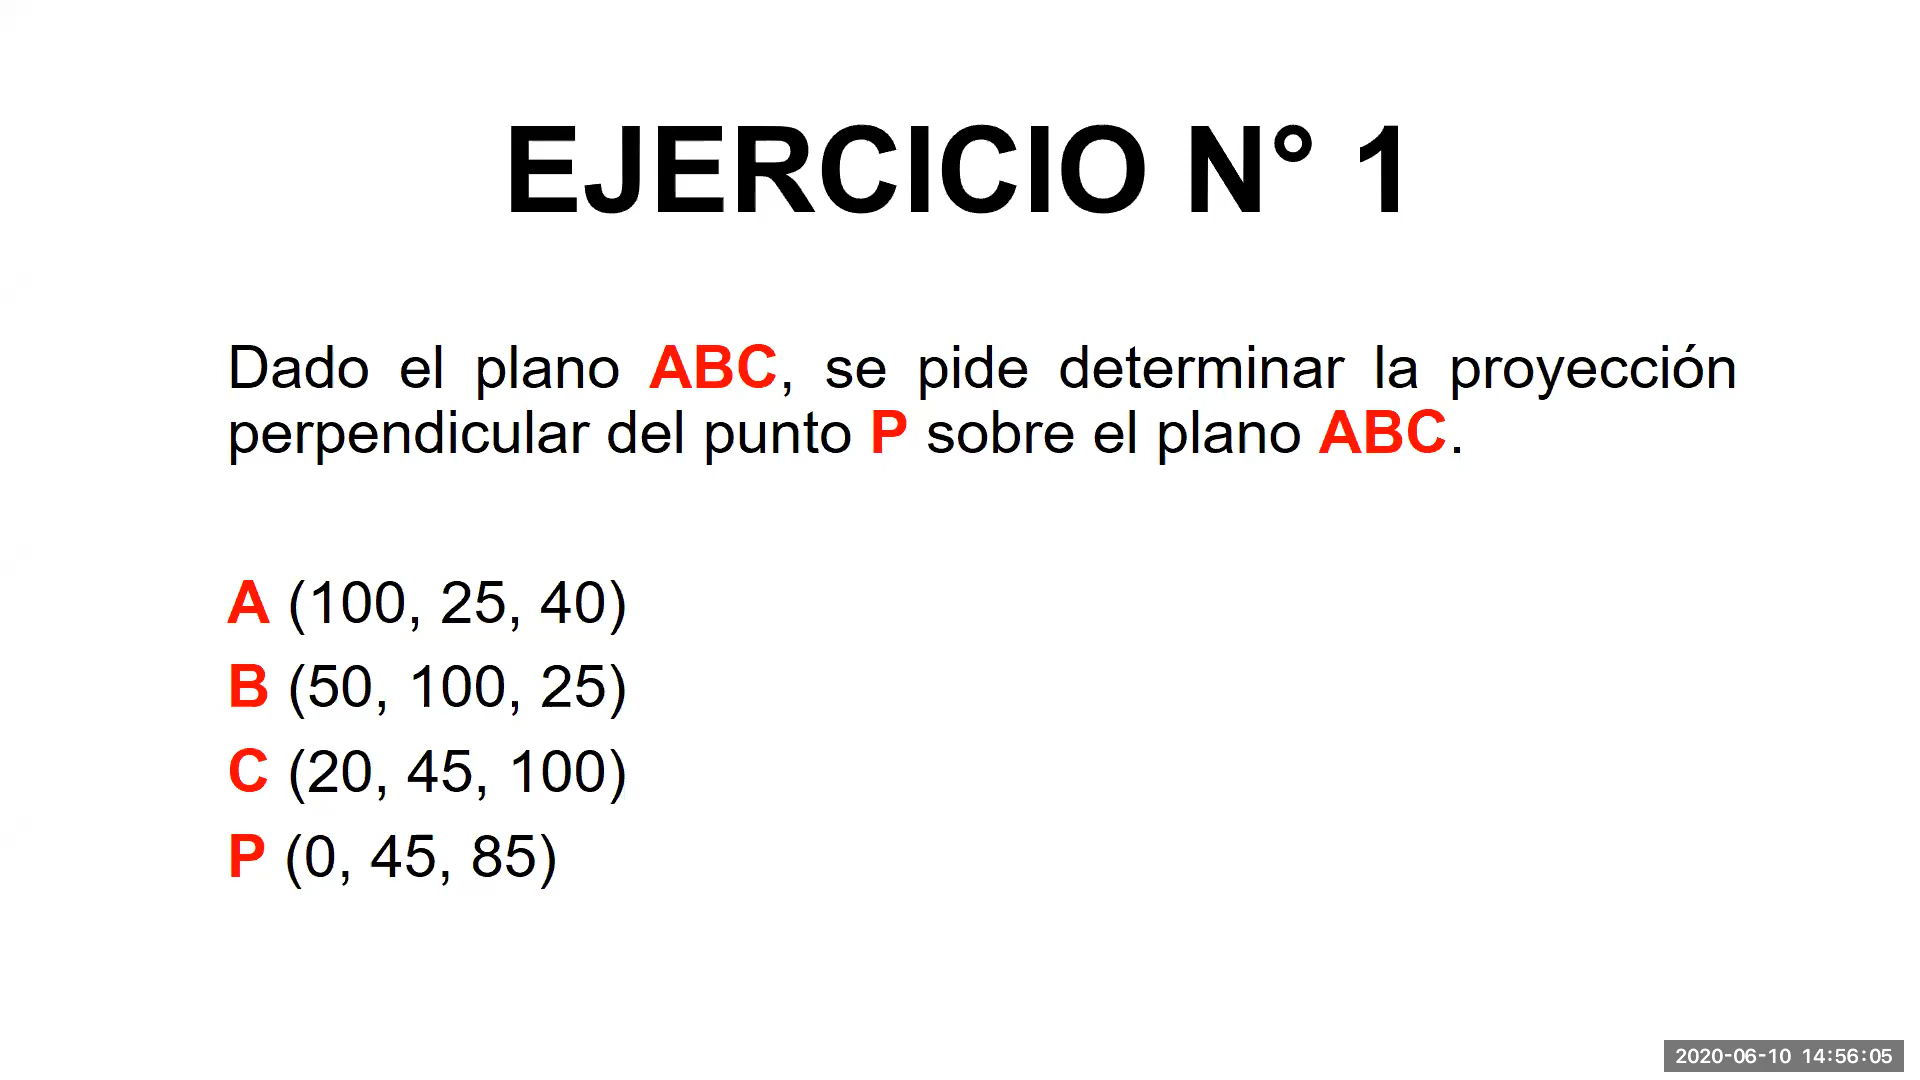 EJERCICIO N° 1
Dado el plano ABC, se pide determinar la proyección
perpendicular del punto P sobre el plano ABC.
A (100, 25, 40)
B (50, 100, 25)
C (20, 45, 100)
P (0, 45, 85)
2020-06-10 14:56:05